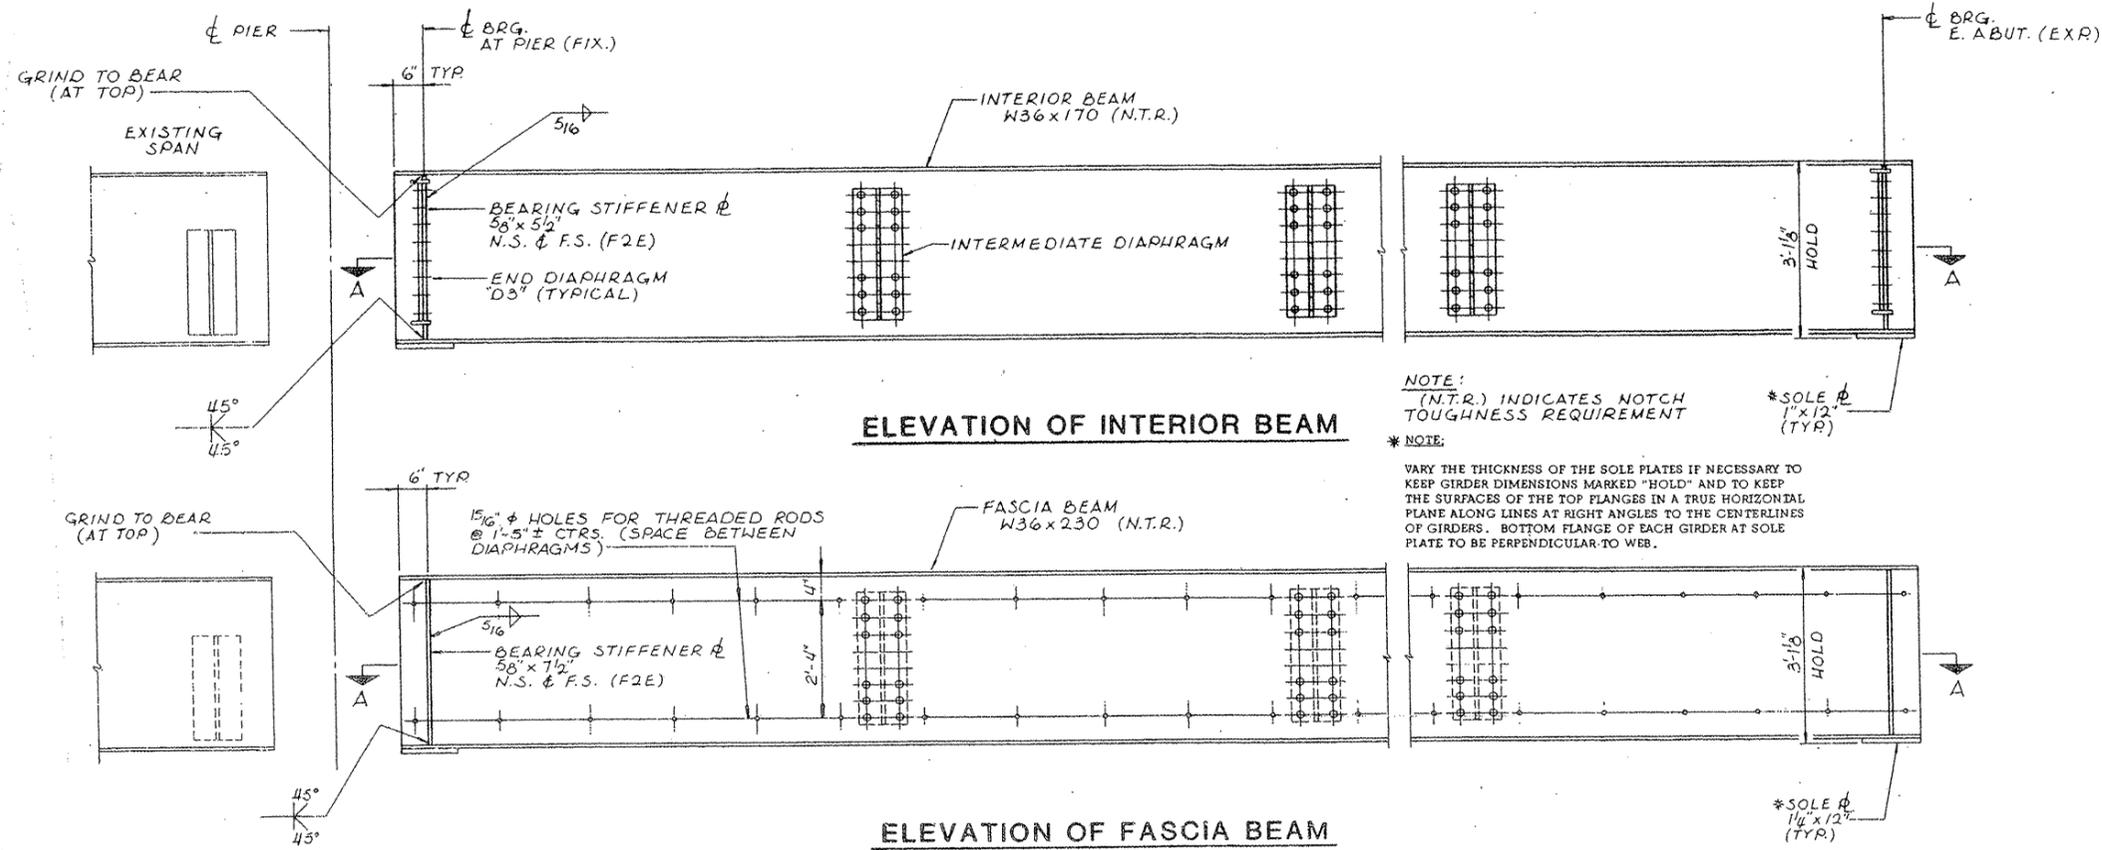 ℄ PIER
℄ BRG.
AT PIER (FIX.)
℄ BRG.
E. ABUT. (EXP.)
GRIND TO BEAR
(AT TOP)
6" TYP.
EXISTING
SPAN
5/16
INTERIOR BEAM
W36x170 (N.T.R.)
BEARING STIFFENER ⅊
5/8" x 5 1/2"
N.S. & F.S. (F2E)
INTERMEDIATE DIAPHRAGM
END DIAPHRAGM
"D3" (TYPICAL)
3'-1 1/8"
HOLD
A
A
45°
45°
NOTE:
(N.T.R.) INDICATES NOTCH
TOUGHNESS REQUIREMENT
*SOLE ⅊
1"x12"
(TYP.)
ELEVATION OF INTERIOR BEAM
* NOTE:
VARY THE THICKNESS OF THE SOLE PLATES IF NECESSARY TO
KEEP GIRDER DIMENSIONS MARKED "HOLD" AND TO KEEP
THE SURFACES OF THE TOP FLANGES IN A TRUE HORIZONTAL
PLANE ALONG LINES AT RIGHT ANGLES TO THE CENTERLINES
OF GIRDERS. BOTTOM FLANGE OF EACH GIRDER AT SOLE
PLATE TO BE PERPENDICULAR TO WEB.
6" TYP.
GRIND TO BEAR
(AT TOP)
15/16" ϕ HOLES FOR THREADED RODS
@ 1'-5"± CTRS. (SPACE BETWEEN
DIAPHRAGMS)
FASCIA BEAM
W36x230 (N.T.R.)
4"
5/16
BEARING STIFFENER ⅊
5/8" x 7 1/2"
N.S. & F.S. (F2E)
2'-4"
3'-1 1/8"
HOLD
A
A
45°
45°
*SOLE ⅊
1 1/4"x12"
(TYP.)
ELEVATION OF FASCIA BEAM